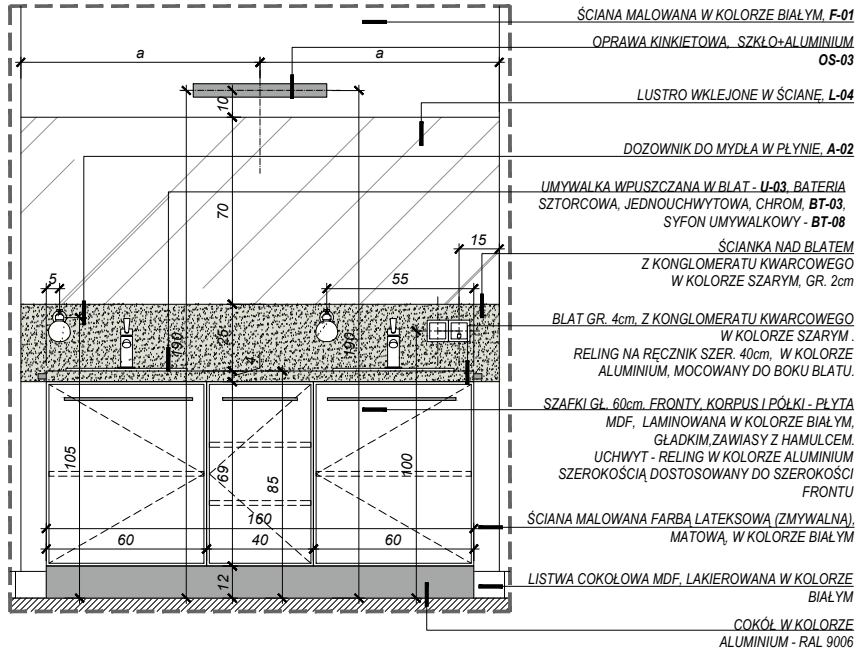 ŚCIANA MALOWANA W KOLORZE BIAŁYM, F-01
OPRAWA KINKIETOWA, SZKŁO+ALUMINIUM
OS-03
LUSTRO WKLEJONE W ŚCIANĘ, L-04
DOZOWNIK DO MYDŁA W PŁYNIE, A-02
UMYWALKA WPUSZCZANA W BLAT - U-03, BATERIA
SZTORCOWA, JEDNOUCHWYTOWA, CHROM, BT-03,
SYFON UMYWALKOWY - BT-08
ŚCIANKA NAD BLATEM
Z KONGLOMERATU KWARCOWEGO
W KOLORZE SZARYM, GR. 2cm
BLAT GR. 4cm, Z KONGLOMERATU KWARCOWEGO
W KOLORZE SZARYM .
RELING NA RĘCZNIK SZER. 40cm, W KOLORZE
ALUMINIUM, MOCOWANY DO BOKU BLATU.
SZAFKI GŁ. 60cm, FRONTY, KORPUS I PÓŁKI - PŁYTA
MDF, LAMINOWANA W KOLORZE BIAŁYM,
GŁADKIM,ZAWIASY Z HAMULCEM.
UCHWYT - RELING W KOLORZE ALUMINIUM
SZEROKOŚCIĄ DOSTOSOWANY DO SZEROKOŚCI
FRONTU
ŚCIANA MALOWANA FARBĄ LATEKSOWĄ (ZMYWALNĄ),
MATOWĄ, W KOLORZE BIAŁYM
LISTWA COKOŁOWA MDF, LAKIEROWANA W KOLORZE
BIAŁYM
COKÓŁ W KOLORZE
ALUMINIUM - RAL 9006
a
a
10
70
15
5
55
190
25
190
4
105
69
85
100
160
60
40
60
12